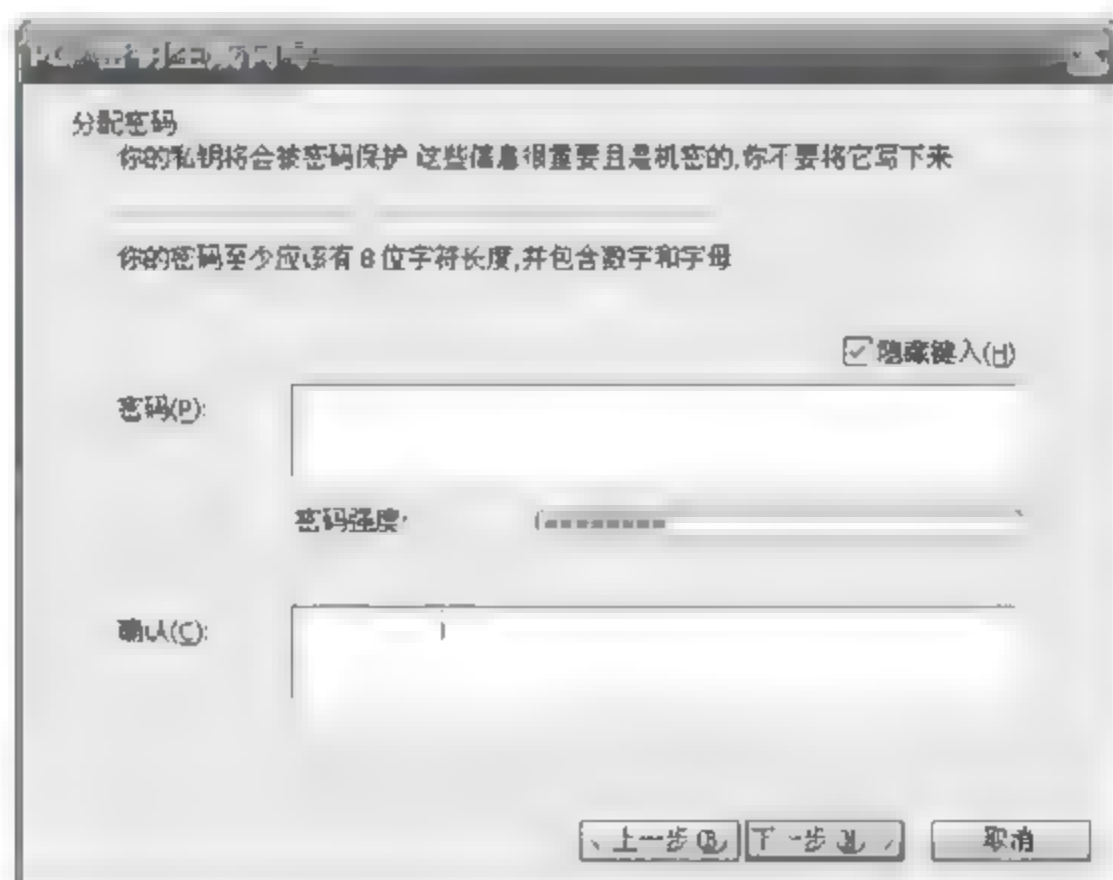 分配密码
你的私钥将会被密码保护 这些信息很重要且是机密的,你不要将它写下来
你的密码至少应该有 8 位字符长度,并包含数字和字母
隐藏键入(H)
密码(P):
密码强度:
确认(C):
上一步(B) 下一步(N) 取消